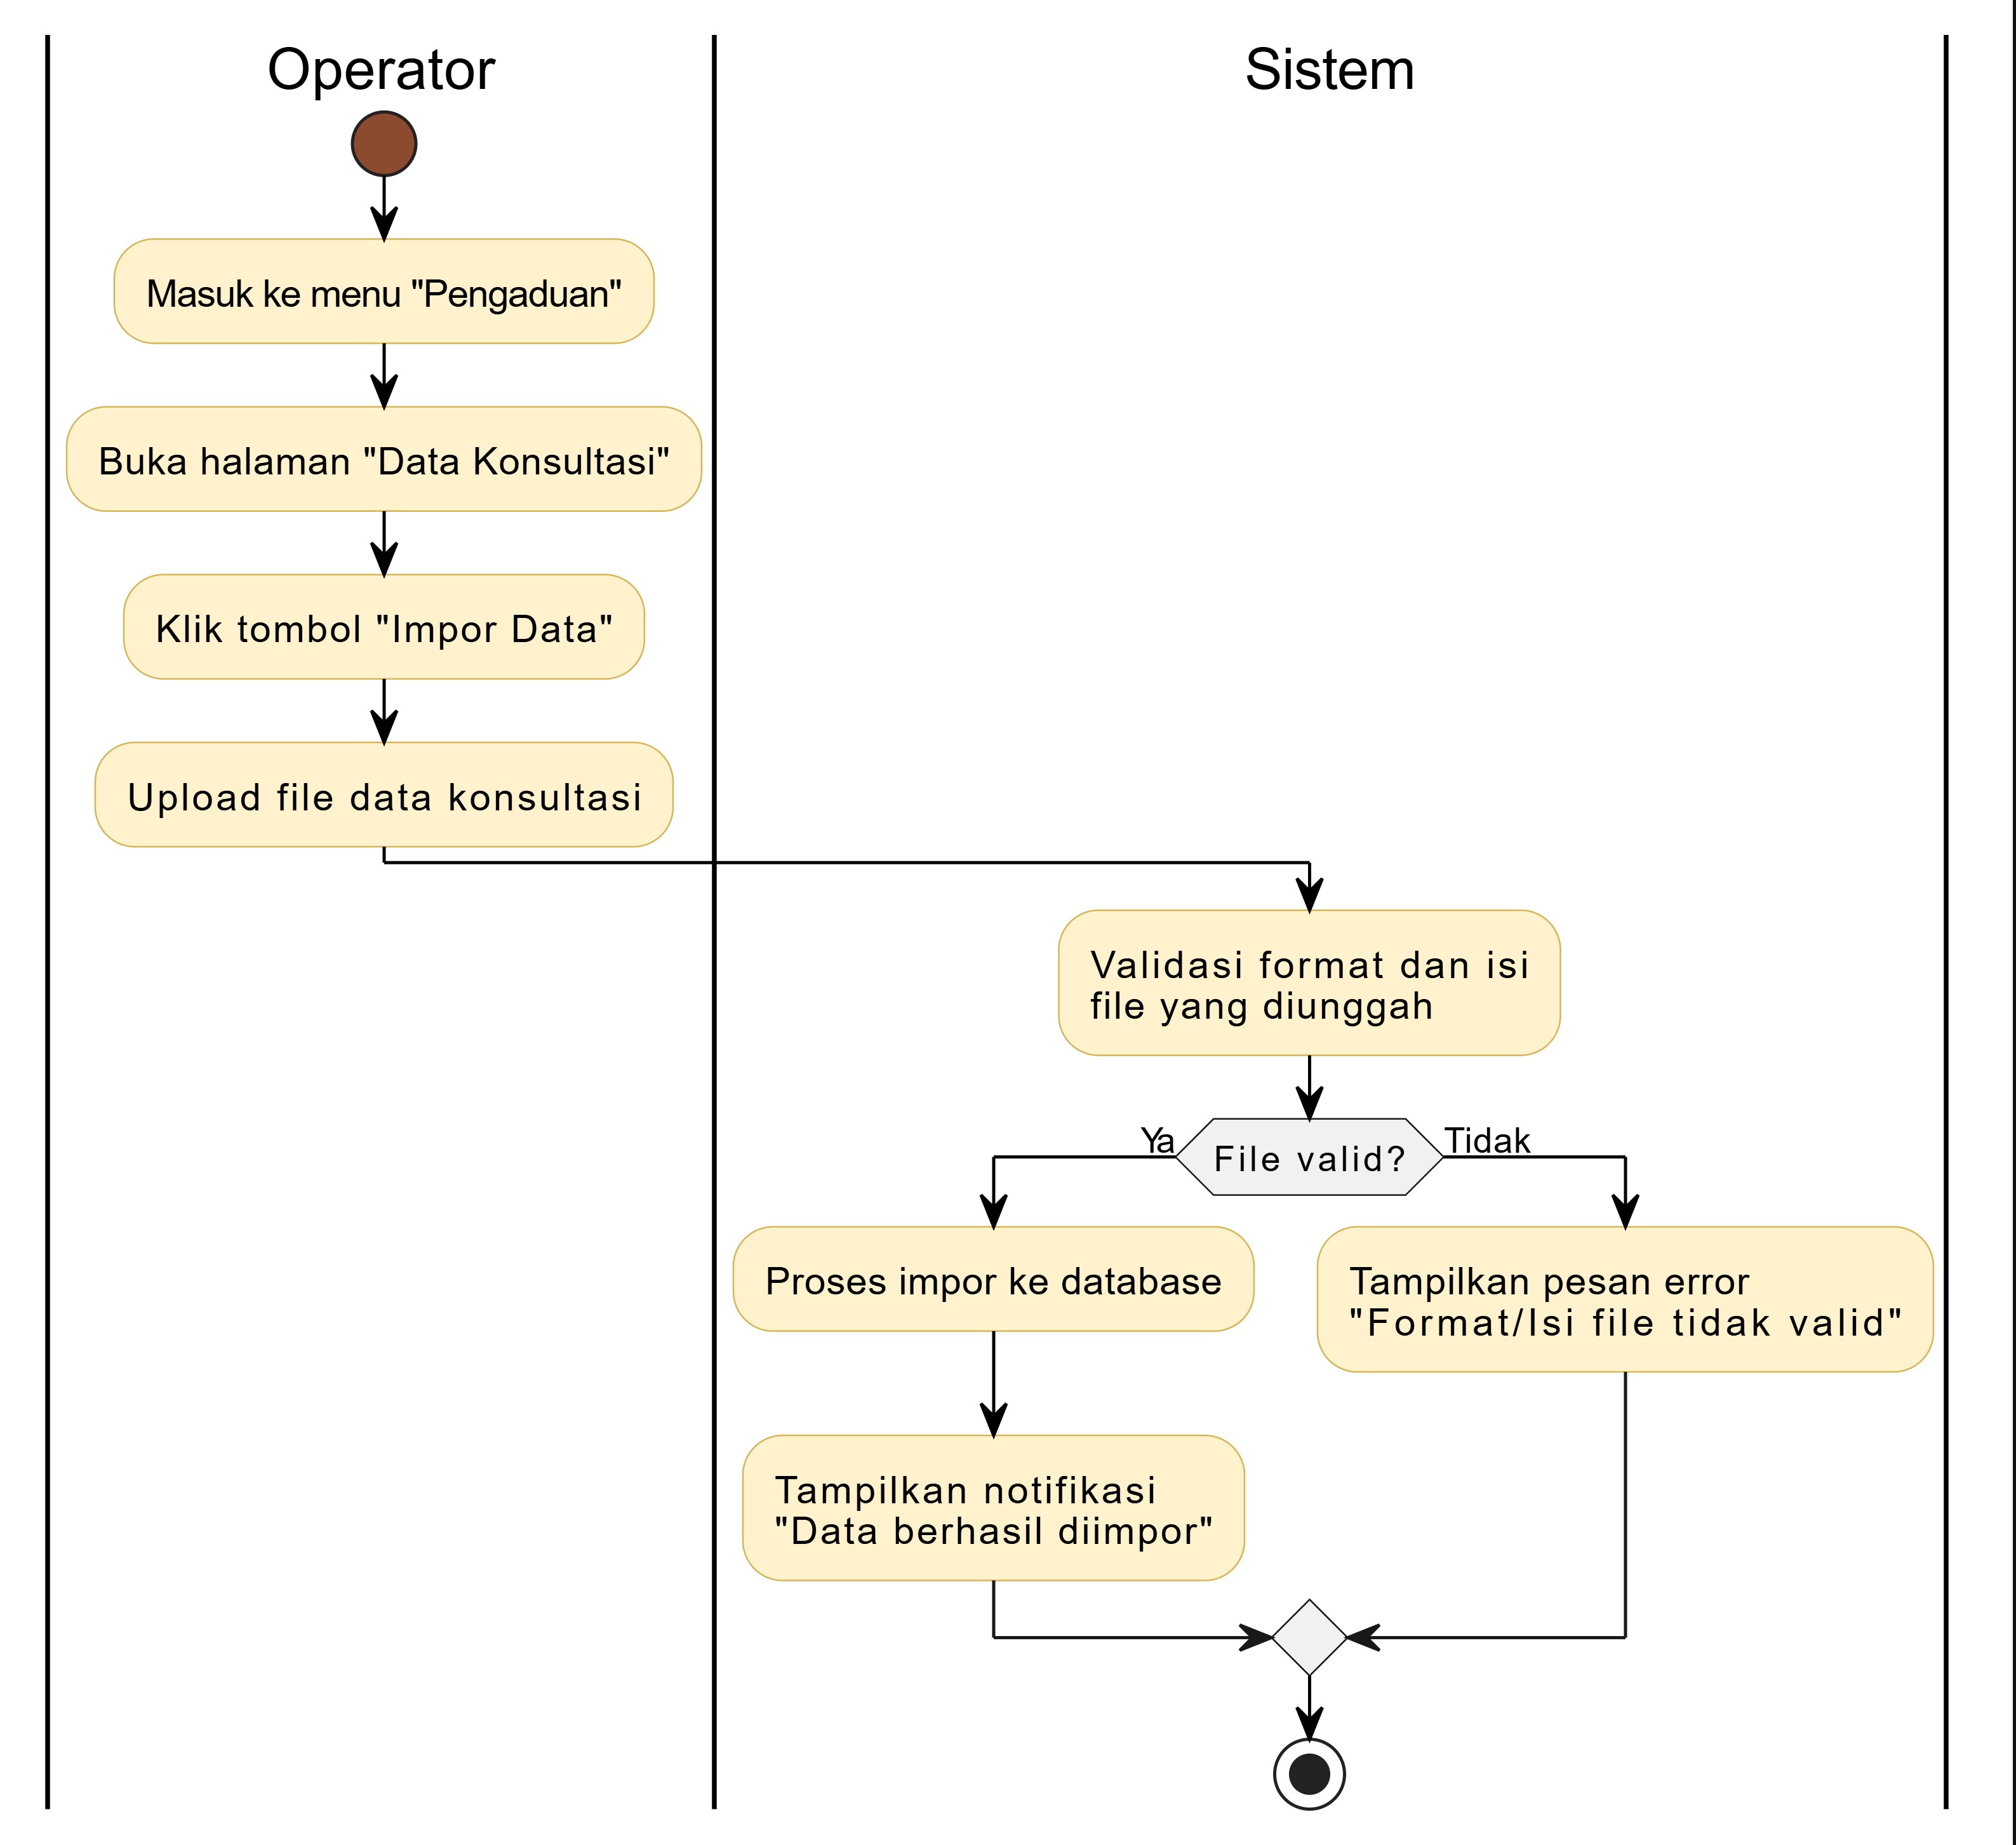 Operator
Sistem
Masuk ke menu "Pengaduan"
Buka halaman "Data Konsultasi"
Klik tombol "Impor Data"
Upload file data konsultasi
Validasi format dan isi
file yang diunggah
Ya
File valid?
Tidak
Proses impor ke database
Tampilkan pesan error
"Format/Isi file tidak valid"
Tampilkan notifikasi
"Data berhasil diimpor"